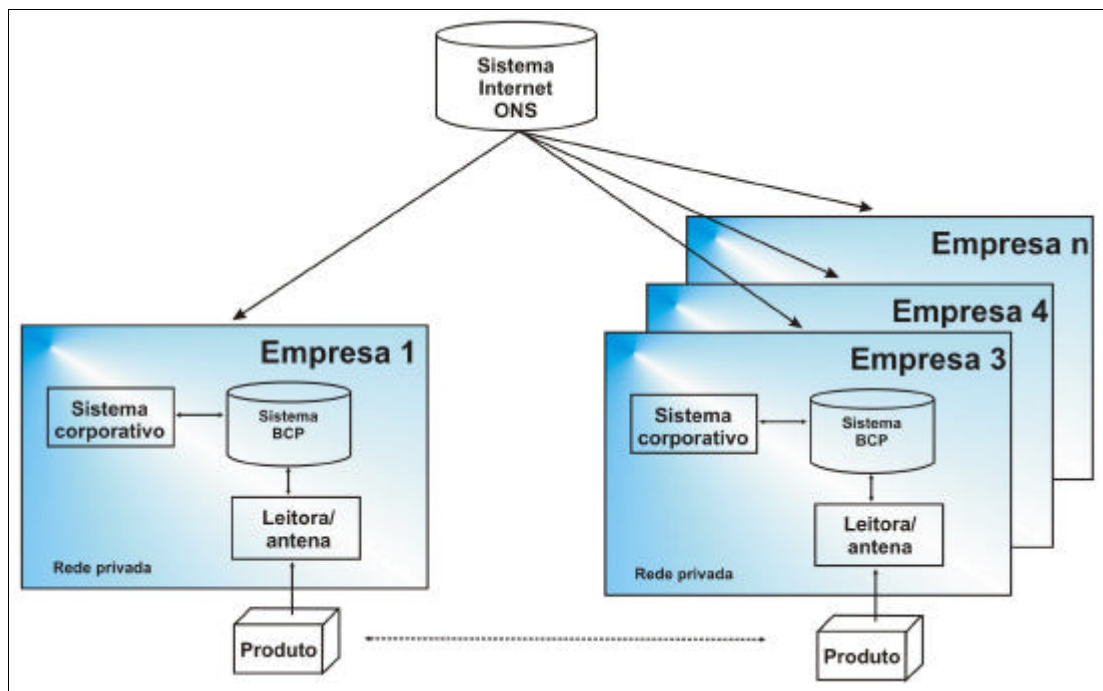 Sistema
Internet
ONS
Empresa n
Empresa 4
Empresa 1
Sistema
corporativo
Sistema
BCP
Leitora/
antena
Rede privada
Produto
Empresa 3
Sistema
corporativo
Sistema
BCP
Leitora/
antena
Rede privada
Produto